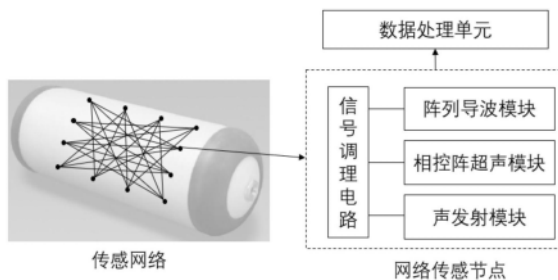 数据处理单元
信号调理电路
阵列导波模块
相控阵超声模块
声发射模块
传感网络
网络传感节点